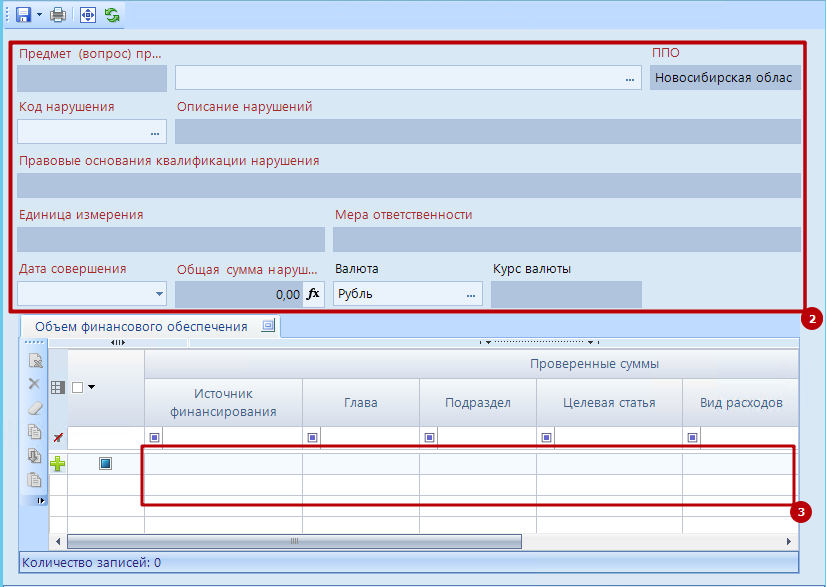 Предмет (вопрос) пр...
ППО
...
Новосибирская облас
Код нарушения
Описание нарушений
...
Правовые основания квалификации нарушения
Единица измерения
Мера ответственности
Дата совершения
Общая сумма наруш...
Валюта
Курс валюты
0,00 fx
Рубль ...
2
Объем финансового обеспечения
Проверенные суммы
Источник
финансирования
Глава
Подраздел
Целевая статья
Вид расходов
3
Количество записей: 0